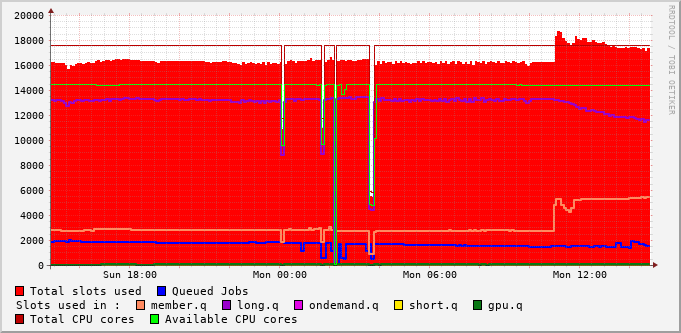 20000
18000
16000
14000
12000
10000
8000
6000
4000
2000
0
Sun 18:00 Mon 00:00 Mon 06:00 Mon 12:00
RRDTOOL / TOBI OETIKER
Total slots used Queued Jobs
Slots used in : member.q long.q ondemand.q short.q gpu.q
Total CPU cores Available CPU cores